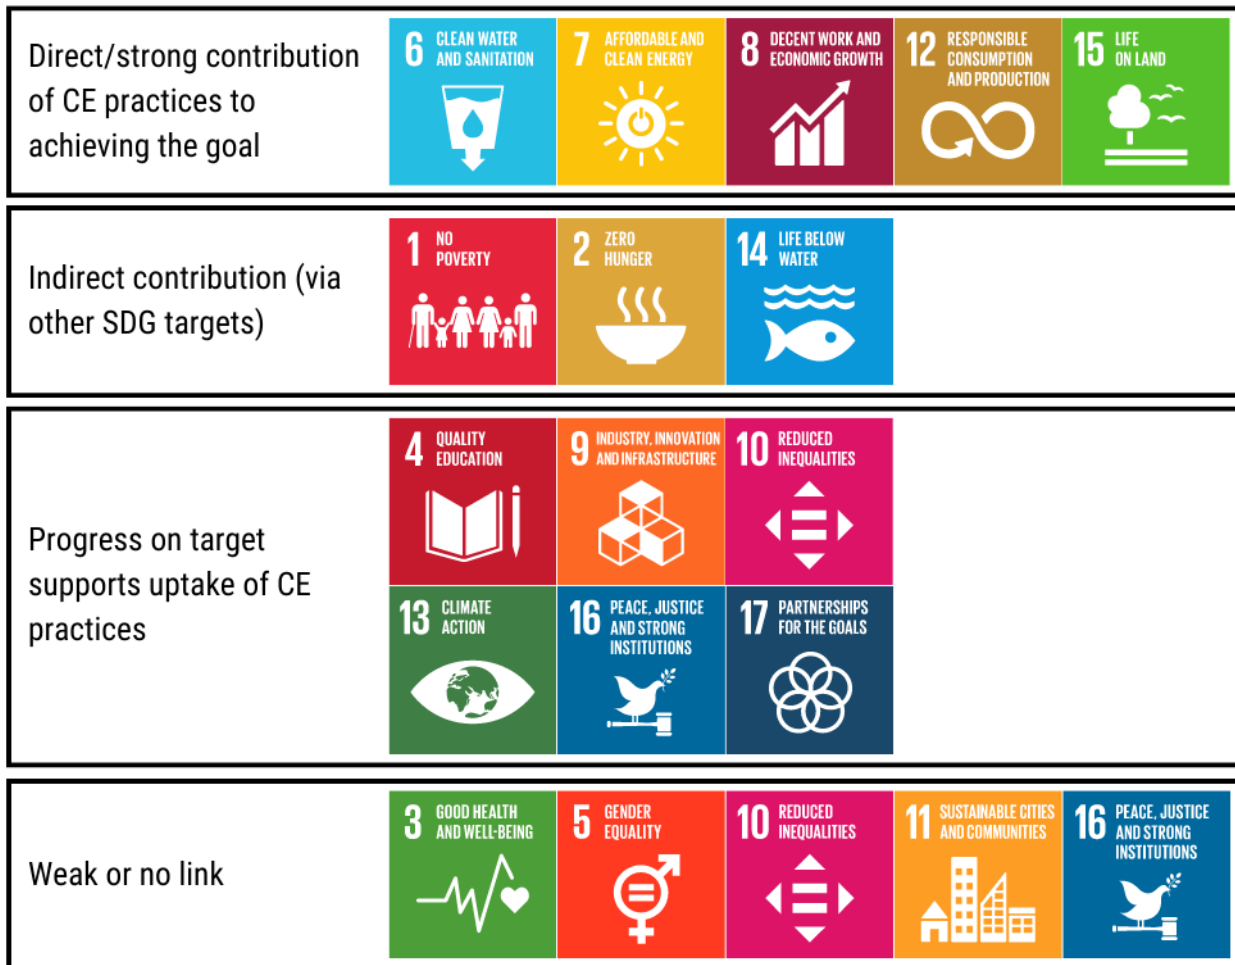 Direct/strong contribution
of CE practices to
achieving the goal
6 CLEAN WATER
AND SANITATION
7 AFFORDABLE AND
CLEAN ENERGY
8 DECENT WORK AND
ECONOMIC GROWTH
12 RESPONSIBLE
CONSUMPTION
AND PRODUCTION
15 LIFE
ON LAND
Indirect contribution (via
other SDG targets)
1 NO
POVERTY
2 ZERO
HUNGER
14 LIFE BELOW
WATER
Progress on target
supports uptake of CE
practices
4 QUALITY
EDUCATION
9 INDUSTRY, INNOVATION
AND INFRASTRUCTURE
10 REDUCED
INEQUALITIES
13 CLIMATE
ACTION
16 PEACE, JUSTICE
AND STRONG
INSTITUTIONS
17 PARTNERSHIPS
FOR THE GOALS
Weak or no link
3 GOOD HEALTH
AND WELL-BEING
5 GENDER
EQUALITY
10 REDUCED
INEQUALITIES
11 SUSTAINABLE CITIES
AND COMMUNITIES
16 PEACE, JUSTICE
AND STRONG
INSTITUTIONS